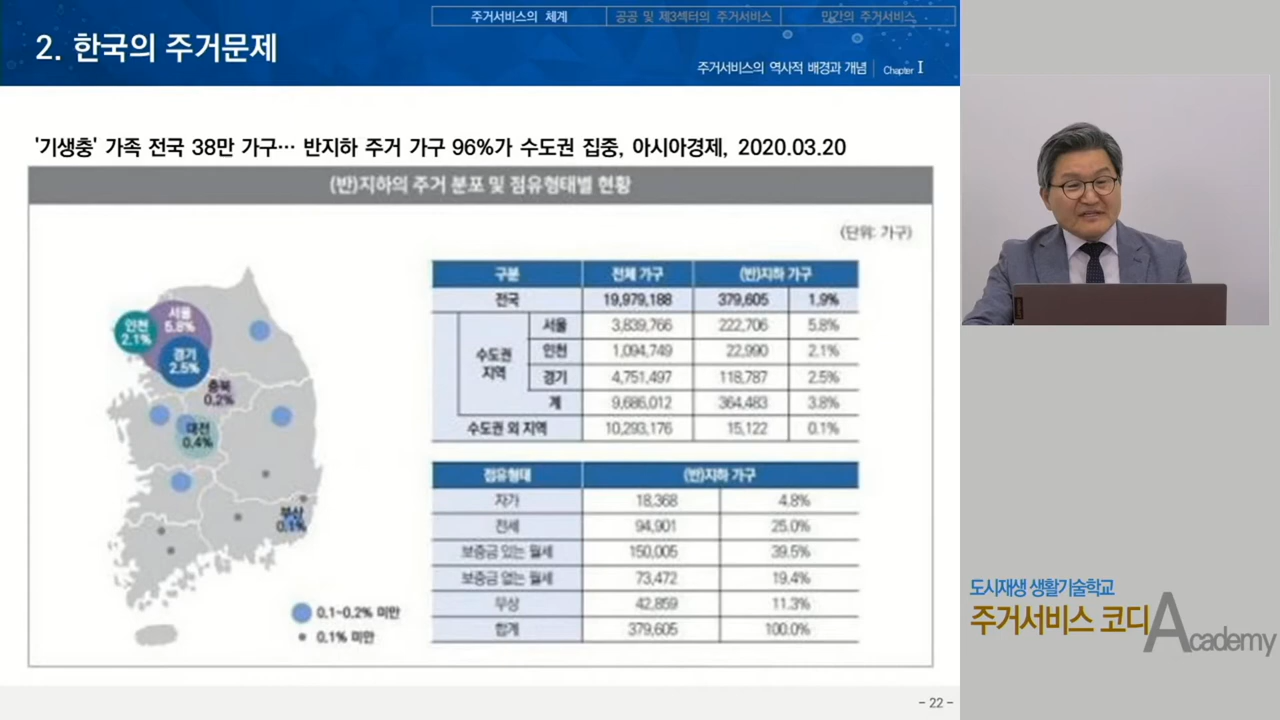 주거서비스의 체계
공공 및 제3섹터의 주거서비스
민간의 주거서비스
2. 한국의 주거문제
주거서비스의 역사적 배경과 개념 Chapter I
'기생충' 가족 전국 38만 가구… 반지하 주거 가구 96%가 수도권 집중, 아시아경제, 2020.03.20
(반)지하의 주거 분포 및 점유형태별 현황
(단위: 가구)
서울
5.8%
인천
2.1%
경기
2.5%
충북
0.2%
대전
0.4%
부산
0.1%
0.1~0.2% 미만
0.1% 미만
구분 전체 가구 (반)지하 가구
전국 19,979,188 379,605 1.9%
수도권 지역
서울 3,839,766 222,706 5.8%
인천 1,094,749 22,990 2.1%
경기 4,751,497 118,787 2.5%
계 9,686,012 364,483 3.8%
수도권 외 지역 10,293,176 15,122 0.1%
점유형태 (반)지하 가구
자가 18,368 4.8%
전세 94,901 25.0%
보증금 있는 월세 150,005 39.5%
보증금 없는 월세 73,472 19.4%
무상 42,859 11.3%
합계 379,605 100.0%
도시재생 생활기술학교
주거서비스 코디 Academy
- 22 -